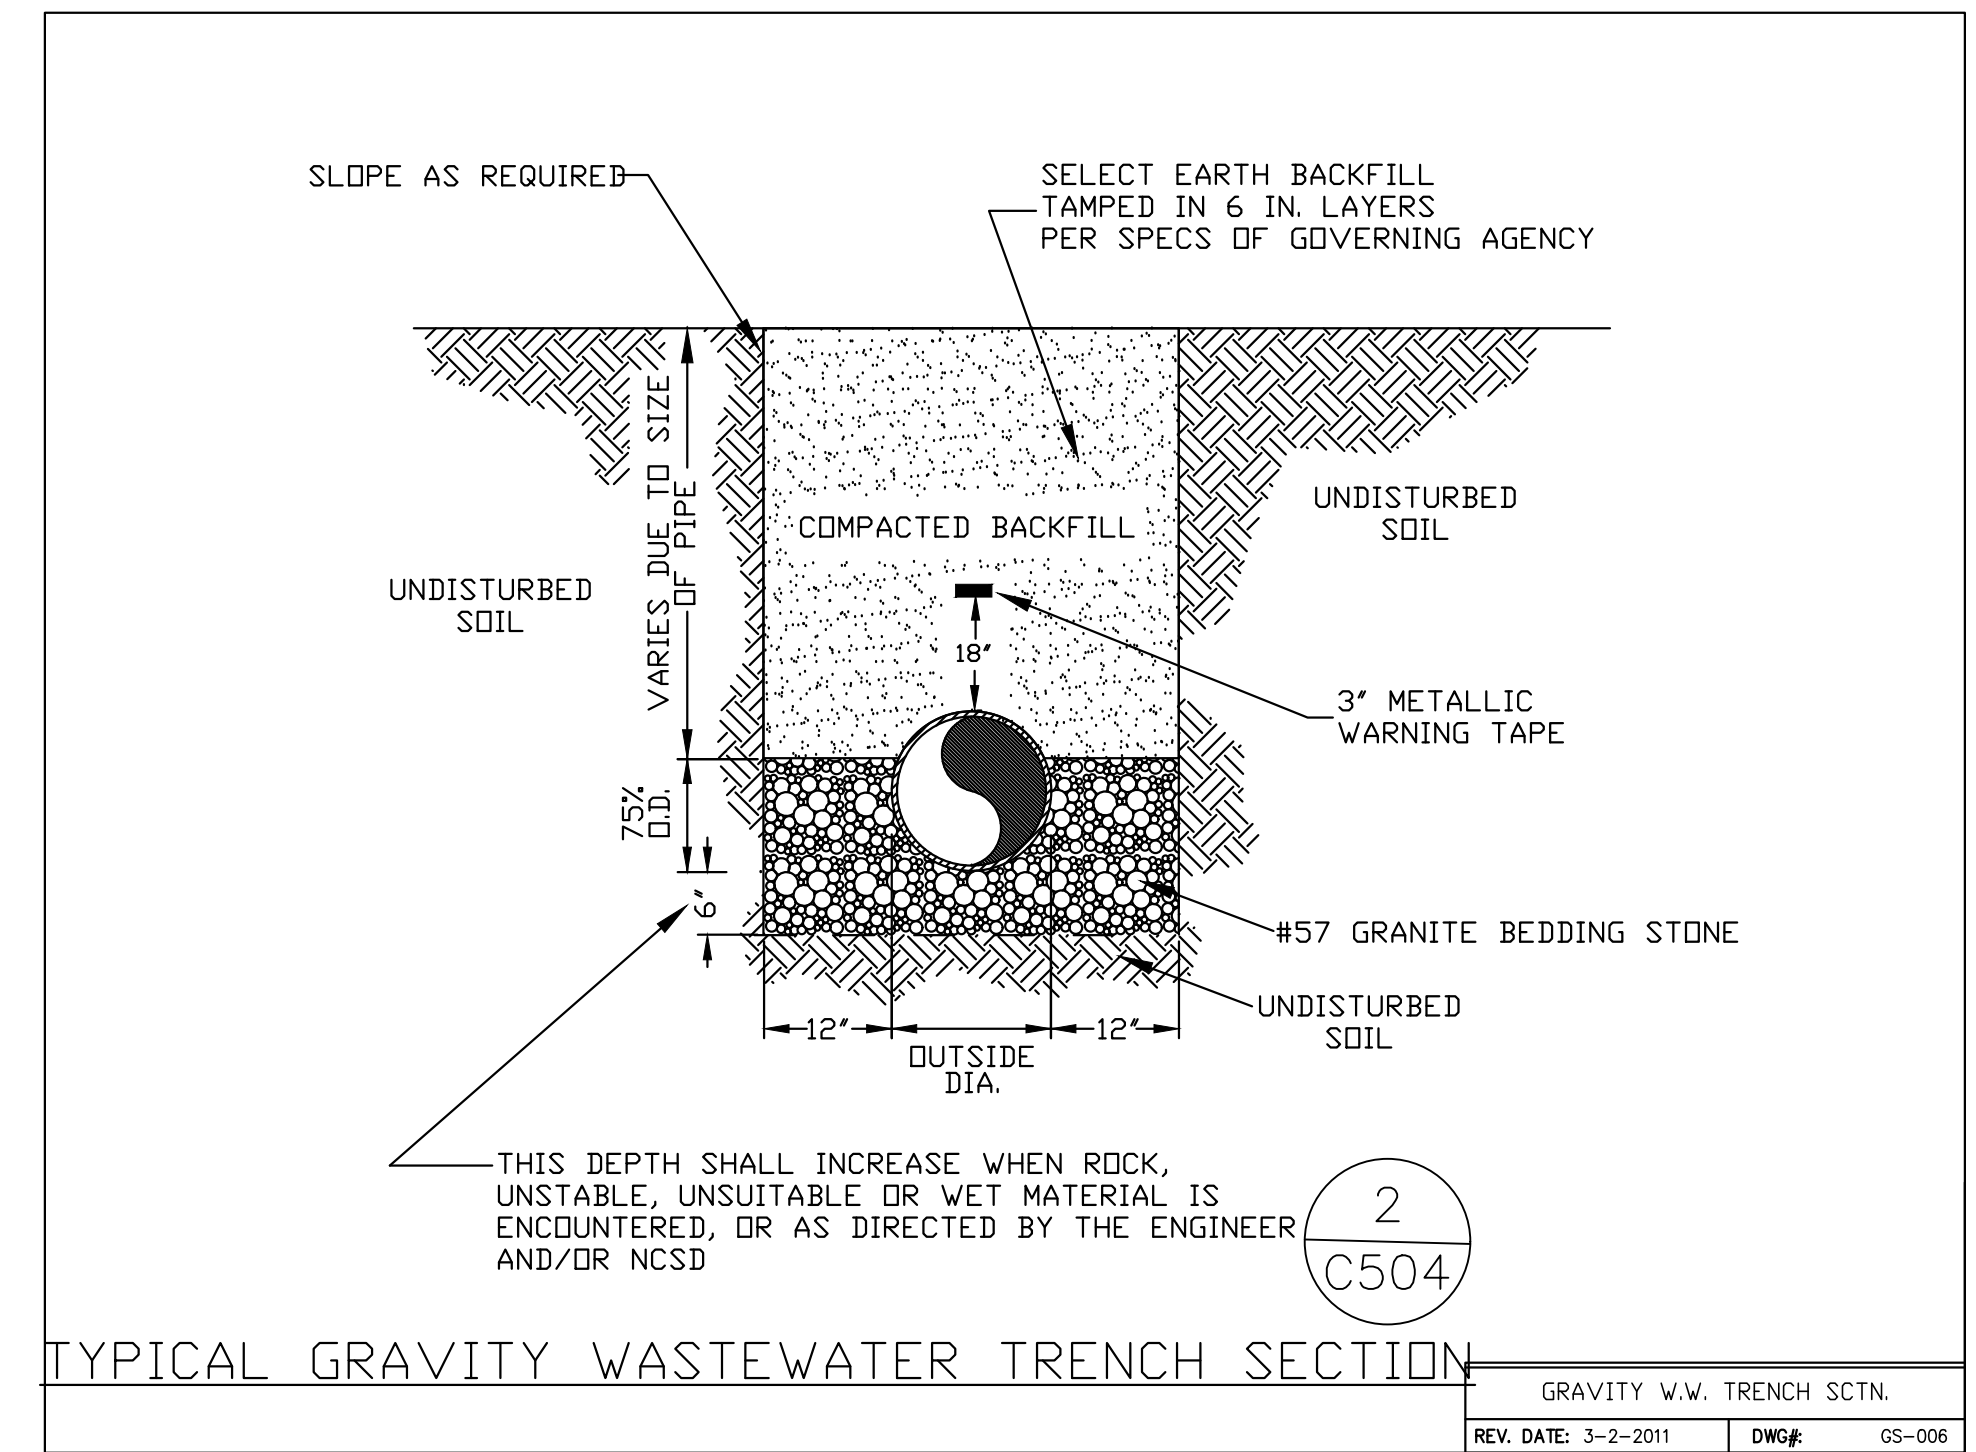 SLOPE AS REQUIRED
SELECT EARTH BACKFILL
TAMPED IN 6 IN. LAYERS
PER SPECS OF GOVERNING AGENCY
VARIES DUE TO SIZE
OF PIPE
COMPACTED BACKFILL
UNDISTURBED
SOIL
UNDISTURBED
SOIL
18"
3" METALLIC
WARNING TAPE
75%
O.D.
6"
#57 GRANITE BEDDING STONE
UNDISTURBED
SOIL
12"
OUTSIDE
DIA.
12"
THIS DEPTH SHALL INCREASE WHEN ROCK,
UNSTABLE, UNSUITABLE OR WET MATERIAL IS
ENCOUNTERED, OR AS DIRECTED BY THE ENGINEER
AND/OR NCSD
2
C504
TYPICAL GRAVITY WASTEWATER TRENCH SECTION
GRAVITY W.W. TRENCH SCTN.
REV. DATE: 3-2-2011
DWG#: GS-006